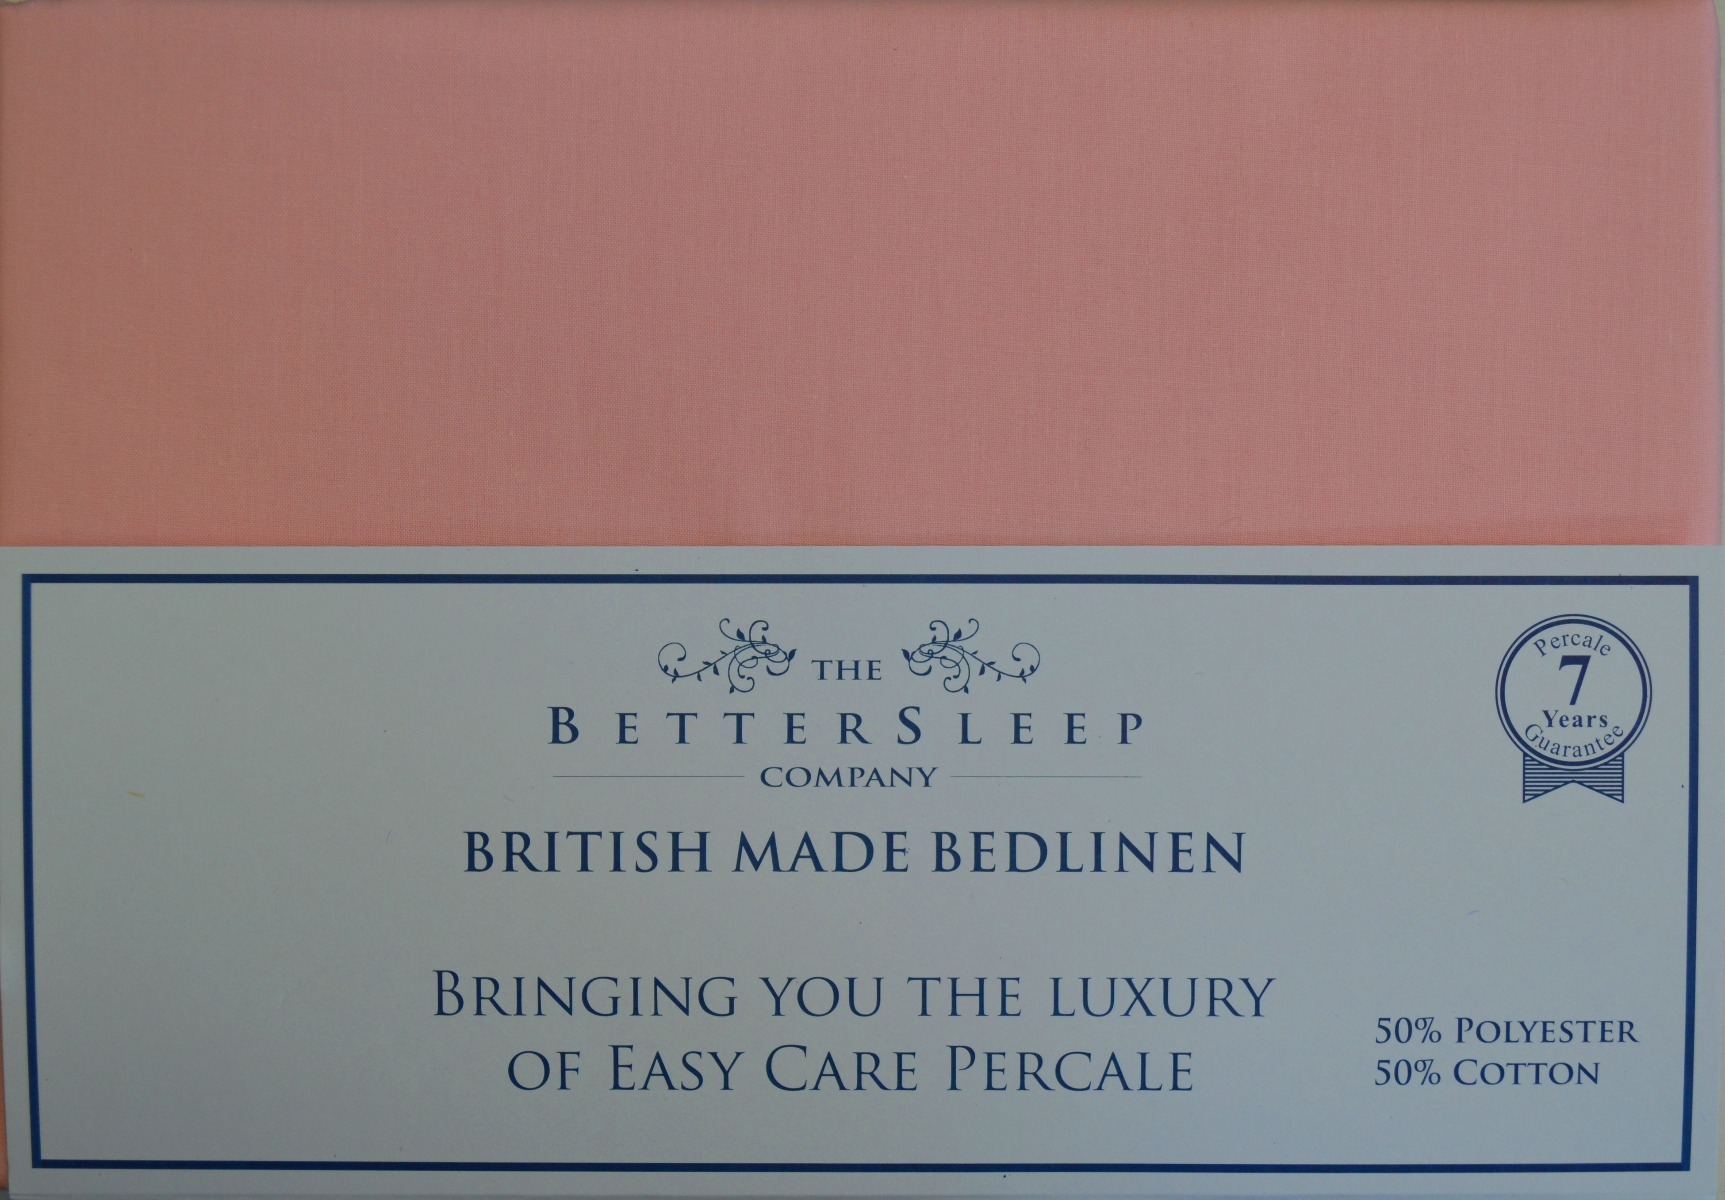 THE
BETTERSLEEP
COMPANY
BRITISH MADE BEDLINEN
BRINGING YOU THE LUXURY
OF EASY CARE PERCALE
50% POLYESTER
50% COTTON
Percale
7
Years
Guarantee